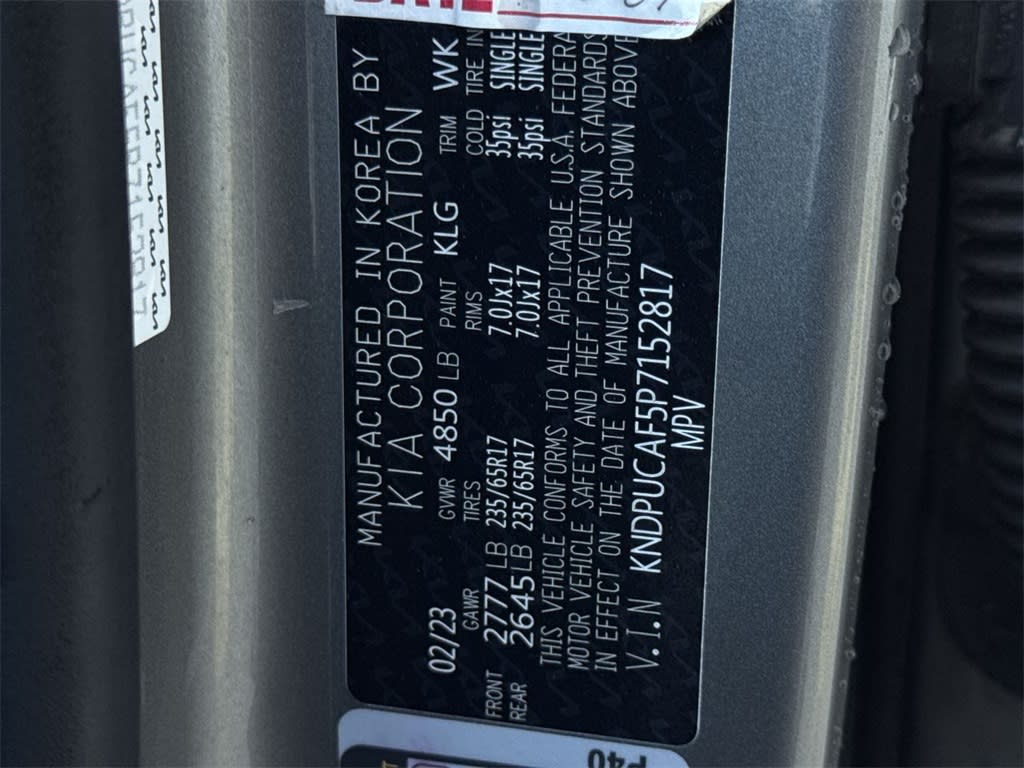 MANUFACTURED IN KOREA BY
KIA CORPORATION
02/23 GVWR 4850 LB PAINT KLG TRIM WK
GAWR TIRES RIMS COLD TIRE IN
FRONT 2777 LB 235/65R17 7.0Jx17 35psi SINGLE
REAR 2645 LB 235/65R17 7.0Jx17 35psi SINGLE
THIS VEHICLE CONFORMS TO ALL APPLICABLE U.S.A. FEDERA
MOTOR VEHICLE SAFETY AND THEFT PREVENTION STANDARDS
IN EFFECT ON THE DATE OF MANUFACTURE SHOWN ABOVE
V.I.N KNDPUCAF5P7152817
MPV
P40